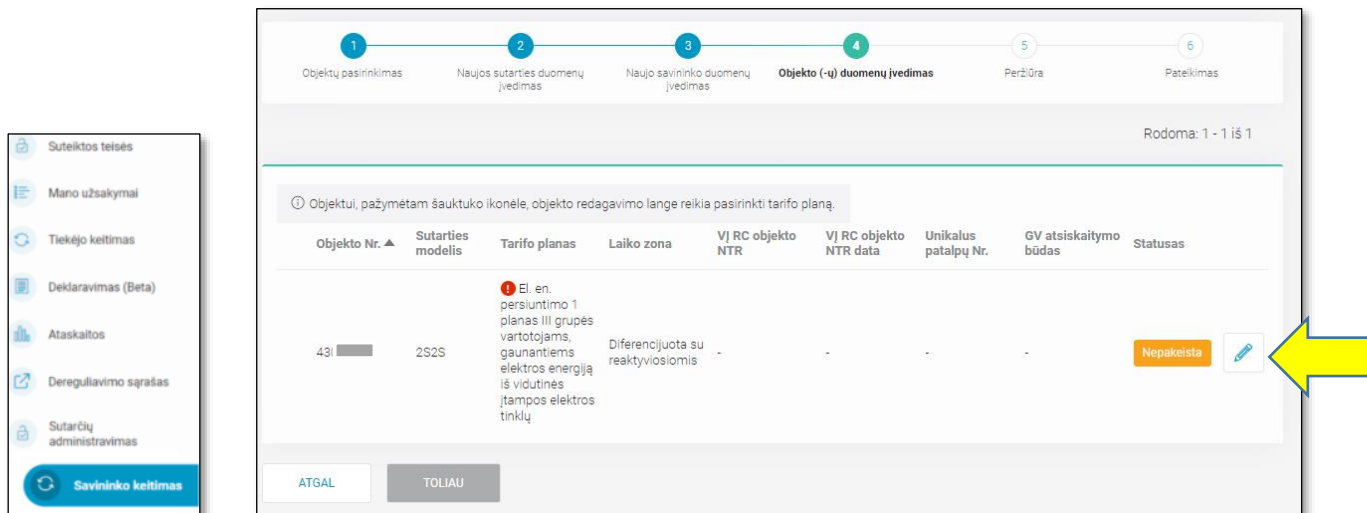 Suteiktos teisės
Mano užsakymai
Tiekėjo keitimas
Deklaravimas (Beta)
Ataskaitos
Dereguliavimo sąrašas
Sutarčių
administravimas
Savininko keitimas
1
2
3
4
5
6
Objektų pasirinkimas
Naujos sutarties duomenų
įvedimas
Naujo savininko duomenų
įvedimas
Objekto (-ų) duomenų įvedimas
Peržiūra
Pateikimas
Rodoma: 1 - 1 iš 1
Objektui, pažymėtam šauktuko ikonėle, objekto redagavimo lange reikia pasirinkti tarifo planą.
Objekto Nr. ▲
Sutarties
modelis
Tarifo planas
Laiko zona
VĮ RC objekto
NTR
VĮ RC objekto
NTR data
Unikalus
patalpų Nr.
GV atsiskaitymo
būdas
Statusas
43
2S2S
El. en.
persiuntimo 1
planas III grupės
vartotojams,
gaunantiems
elektros energiją
iš vidutinės
įtampos elektros
tinklų
Diferencijuota su
reaktyviosiomis
-
-
-
-
Nepakeista
ATGAL
TOLIAU